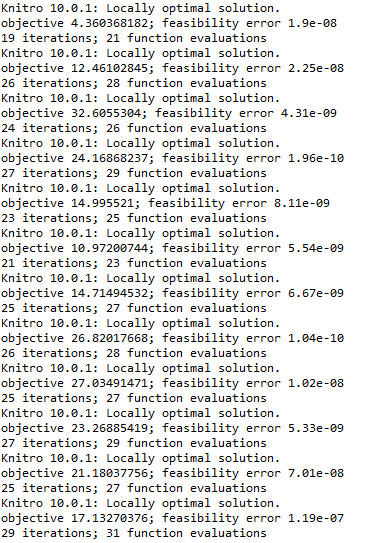 Knitro 10.0.1: Locally optimal solution.
objective 4.360368182; feasibility error 1.9e-08
19 iterations; 21 function evaluations
Knitro 10.0.1: Locally optimal solution.
objective 12.46102845; feasibility error 2.25e-08
26 iterations; 28 function evaluations
Knitro 10.0.1: Locally optimal solution.
objective 32.6055304; feasibility error 4.31e-09
24 iterations; 26 function evaluations
Knitro 10.0.1: Locally optimal solution.
objective 24.16868237; feasibility error 1.96e-10
27 iterations; 29 function evaluations
Knitro 10.0.1: Locally optimal solution.
objective 14.995521; feasibility error 8.11e-09
23 iterations; 25 function evaluations
Knitro 10.0.1: Locally optimal solution.
objective 10.97200744; feasibility error 5.54e-09
21 iterations; 23 function evaluations
Knitro 10.0.1: Locally optimal solution.
objective 14.71494532; feasibility error 6.67e-09
25 iterations; 27 function evaluations
Knitro 10.0.1: Locally optimal solution.
objective 26.82017668; feasibility error 1.04e-10
26 iterations; 28 function evaluations
Knitro 10.0.1: Locally optimal solution.
objective 27.03491471; feasibility error 1.02e-08
25 iterations; 27 function evaluations
Knitro 10.0.1: Locally optimal solution.
objective 23.26885419; feasibility error 5.33e-09
27 iterations; 29 function evaluations
Knitro 10.0.1: Locally optimal solution.
objective 21.18037756; feasibility error 7.01e-08
25 iterations; 27 function evaluations
Knitro 10.0.1: Locally optimal solution.
objective 17.13270376; feasibility error 1.19e-07
29 iterations; 31 function evaluations